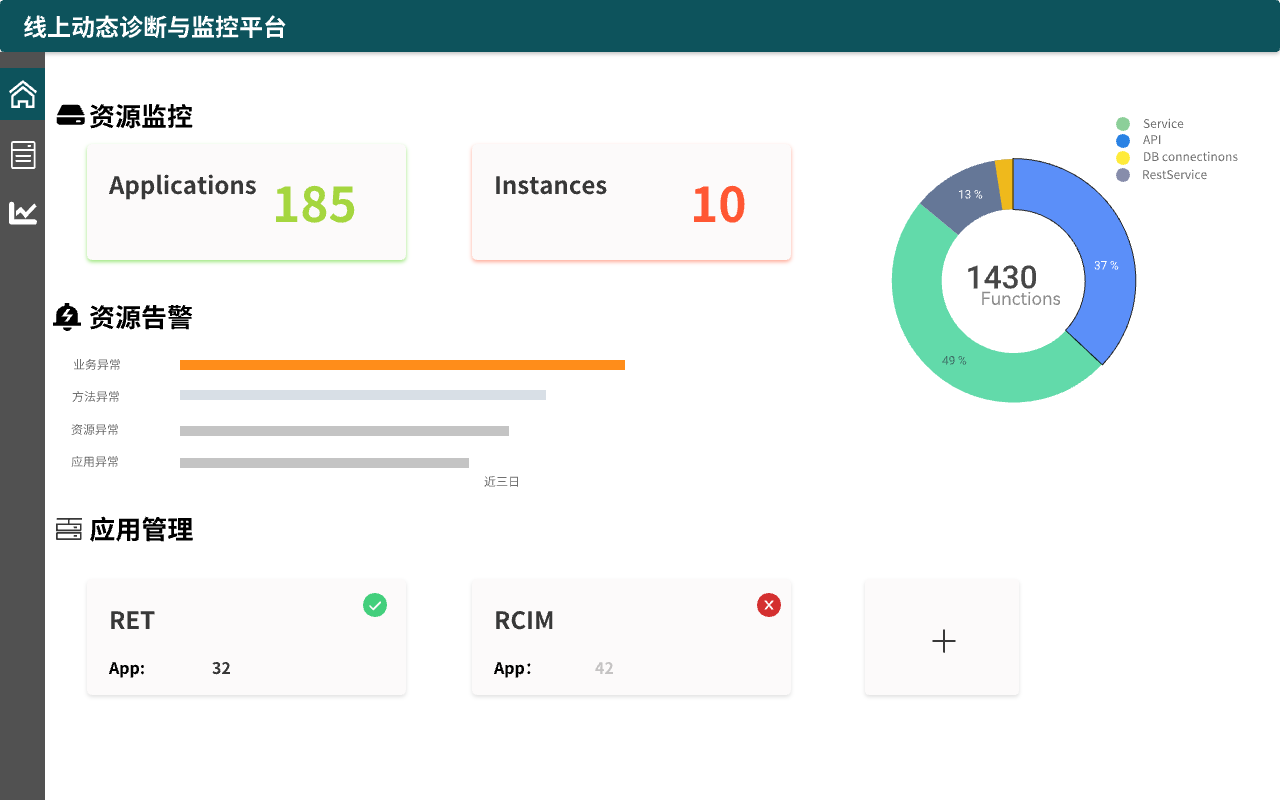 线上动态诊断与监控平台
资源监控
Applications
185
Instances
10
Service
API
DB connectinons
RestService
13 %
37 %
49 %
1430
Functions
资源告警
业务异常
方法异常
资源异常
应用异常
近三日
应用管理
RET
App:
32
RCIM
App：
42